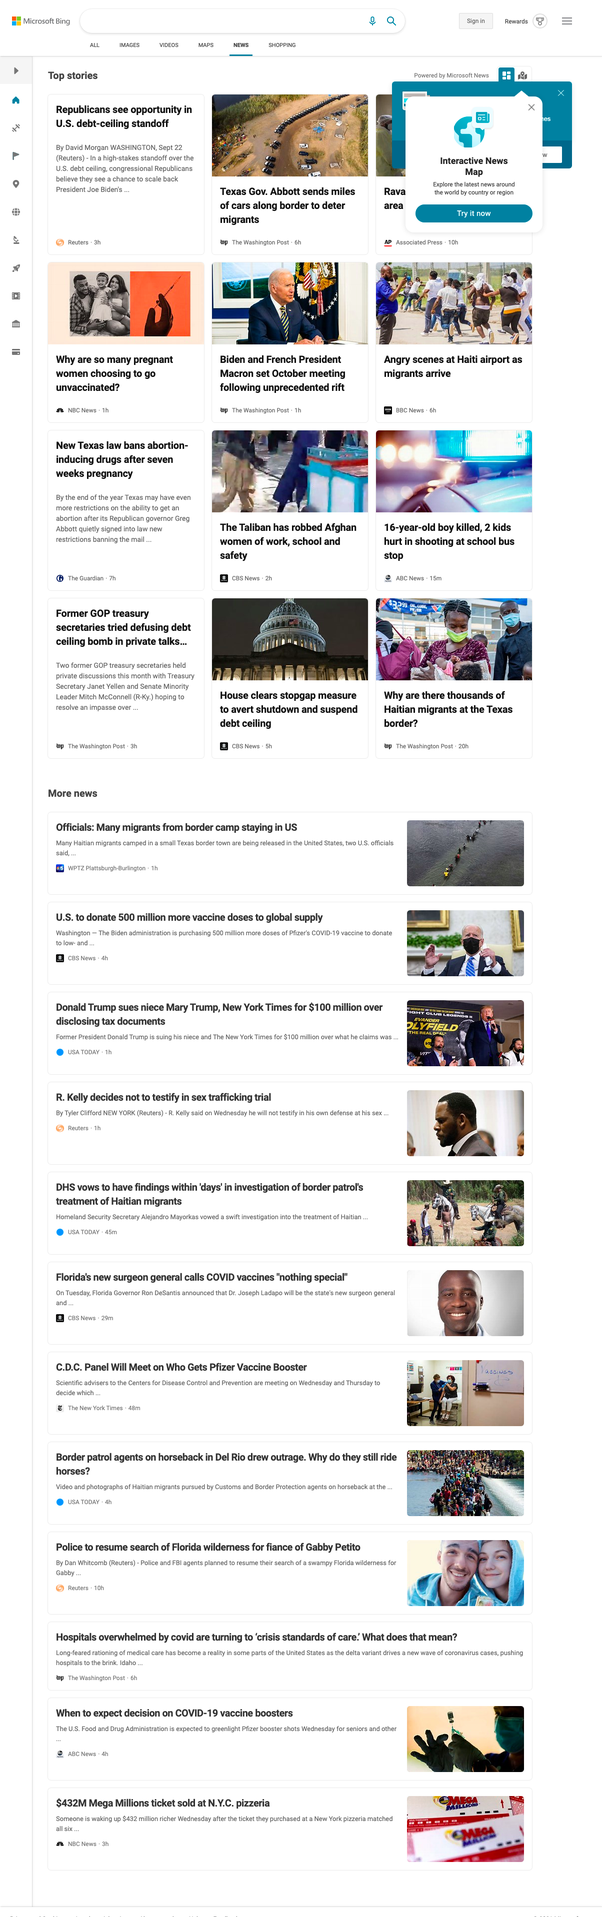 Microsoft Bing
Sign in
Rewards
ALL
IMAGES
VIDEOS
MAPS
NEWS
SHOPPING
Top stories
Powered by Microsoft News
Interactive News
Map
Explore the latest news around
the world by country or region
Try it now
Republicans see opportunity in
U.S. debt-ceiling standoff
By David Morgan WASHINGTON, Sept 22
(Reuters) - In a high-stakes standoff over the
U.S. debt ceiling, congressional Republicans
believe they see a chance to scale back
President Joe Biden's ...
Reuters · 3h
Texas Gov. Abbott sends miles
of cars along border to deter
migrants
The Washington Post · 6h
Rava
area
AP Associated Press · 10h
Why are so many pregnant
women choosing to go
unvaccinated?
NBC News · 1h
Biden and French President
Macron set October meeting
following unprecedented rift
The Washington Post · 1h
Angry scenes at Haiti airport as
migrants arrive
BBC News · 6h
New Texas law bans abortion-
inducing drugs after seven
weeks pregnancy
By the end of the year Texas may have even
more restrictions on the ability to get an
abortion after its Republican governor Greg
Abbott quietly signed into law new
restrictions banning the mail ...
The Guardian · 7h
The Taliban has robbed Afghan
women of work, school and
safety
CBS News · 2h
16-year-old boy killed, 2 kids
hurt in shooting at school bus
stop
ABC News · 15m
Former GOP treasury
secretaries tried defusing debt
ceiling bomb in private talks...
Two former GOP treasury secretaries held
private discussions this month with Treasury
Secretary Janet Yellen and Senate Minority
Leader Mitch McConnell (R-Ky.) hoping to
resolve an impasse over ...
The Washington Post · 3h
House clears stopgap measure
to avert shutdown and suspend
debt ceiling
CBS News · 5h
Why are there thousands of
Haitian migrants at the Texas
border?
The Washington Post · 20h
More news
Officials: Many migrants from border camp staying in US
Many Haitian migrants camped in a small Texas border town are being released in the United States, two U.S. officials
said, ...
WPTZ Plattsburgh-Burlington · 1h
U.S. to donate 500 million more vaccine doses to global supply
Washington — The Biden administration is purchasing 500 million more doses of Pfizer's COVID-19 vaccine to donate
to low- and ...
CBS News · 4h
Donald Trump sues niece Mary Trump, New York Times for $100 million over
disclosing tax documents
Former President Donald Trump is suing his niece and The New York Times for $100 million over what he claims was ...
USA TODAY · 1h
R. Kelly decides not to testify in sex trafficking trial
By Tyler Clifford NEW YORK (Reuters) - R. Kelly said on Wednesday he will not testify in his own defense at his sex ...
Reuters · 1h
DHS vows to have findings within 'days' in investigation of border patrol's
treatment of Haitian migrants
Homeland Security Secretary Alejandro Mayorkas vowed a swift investigation into the treatment of Haitian ...
USA TODAY · 45m
Florida's new surgeon general calls COVID vaccines "nothing special"
On Tuesday, Florida Governor Ron DeSantis announced that Dr. Joseph Ladapo will be the state's new surgeon general
and ...
CBS News · 29m
C.D.C. Panel Will Meet on Who Gets Pfizer Vaccine Booster
Scientific advisers to the Centers for Disease Control and Prevention are meeting on Wednesday and Thursday to
decide which ...
The New York Times · 48m
Border patrol agents on horseback in Del Rio drew outrage. Why do they still ride
horses?
Video and photographs of Haitian migrants pursued by Customs and Border Protection agents on horseback at the ...
USA TODAY · 4h
Police to resume search of Florida wilderness for fiance of Gabby Petito
By Dan Whitcomb (Reuters) - Police and FBI agents planned to resume their search of a swampy Florida wilderness for
Gabby ...
Reuters · 10h
Hospitals overwhelmed by covid are turning to 'crisis standards of care.' What does that mean?
Long-feared rationing of medical care has become a reality in some parts of the United States as the delta variant drives a new wave of coronavirus cases, pushing
hospitals to the brink. Idaho ...
The Washington Post · 6h
When to expect decision on COVID-19 vaccine boosters
The U.S. Food and Drug Administration is expected to greenlight Pfizer booster shots Wednesday for seniors and other
...
ABC News · 4h
$432M Mega Millions ticket sold at N.Y.C. pizzeria
Someone is waking up $432 million richer Wednesday after the ticket they purchased at a New York pizzeria matched
all six ...
NBC News · 3h